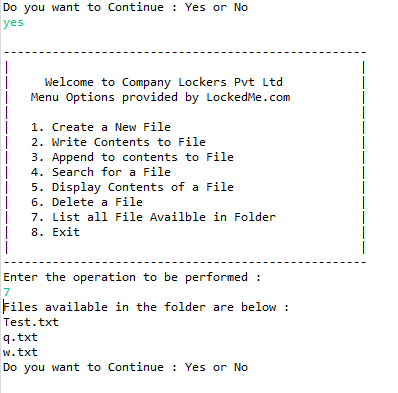 Do you want to Continue : Yes or No
yes
---------------------------------------------------
|                                                  |
|     Welcome to Company Lockers Pvt Ltd           |
|   Menu Options provided by LockedMe.com          |
|                                                  |
|   1. Create a New File                           |
|   2. Write Contents to File                      |
|   3. Append to contents to File                  |
|   4. Search for a File                           |
|   5. Display Contents of a File                  |
|   6. Delete a File                               |
|   7. List all File Availble in Folder            |
|   8. Exit                                        |
|                                                  |
---------------------------------------------------
Enter the operation to be performed :
7
Files available in the folder are below :
Test.txt
q.txt
w.txt
Do you want to Continue : Yes or No